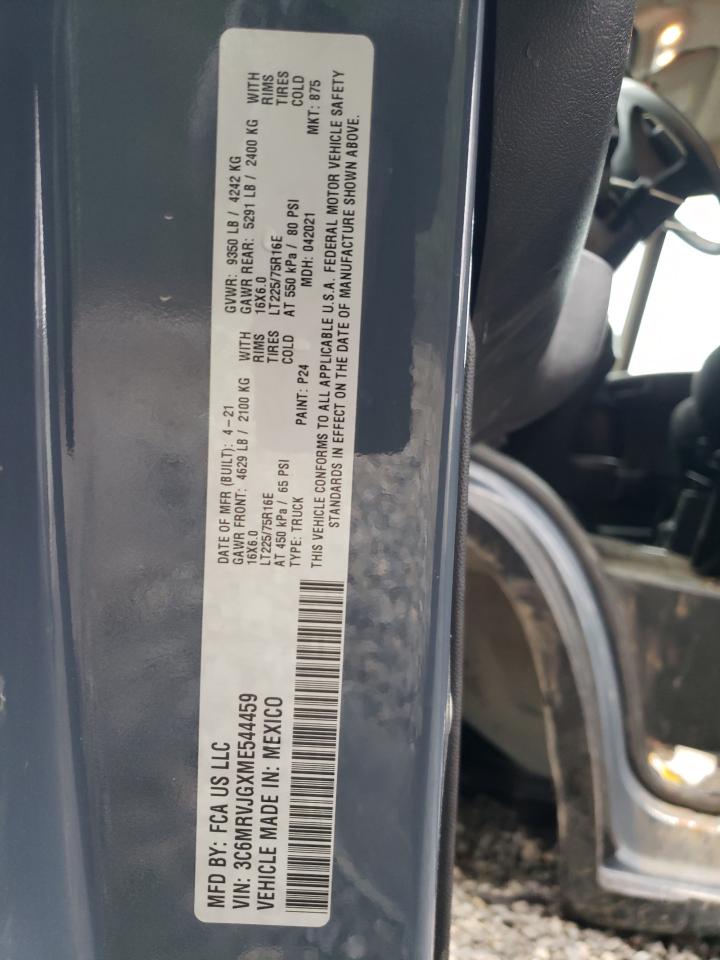 MFD BY: FCA US LLC
VIN: 3C6MRVJGXME544459
VEHICLE MADE IN: MEXICO
DATE OF MFR (BUILT): 4-21 GVWR: 9350 LB / 4242 KG
GAWR FRONT: 4629 LB / 2100 KG WITH GAWR REAR: 5291 LB / 2400 KG WITH
16X6.0 RIMS 16X6.0 RIMS
LT225/75R16E TIRES LT225/75R16E TIRES
AT 450 kPa / 65 PSI COLD AT 550 kPa / 80 PSI COLD
TYPE: TRUCK PAINT: P24 MDH: 042021 MKT: 875
THIS VEHICLE CONFORMS TO ALL APPLICABLE U.S.A. FEDERAL MOTOR VEHICLE SAFETY
STANDARDS IN EFFECT ON THE DATE OF MANUFACTURE SHOWN ABOVE.